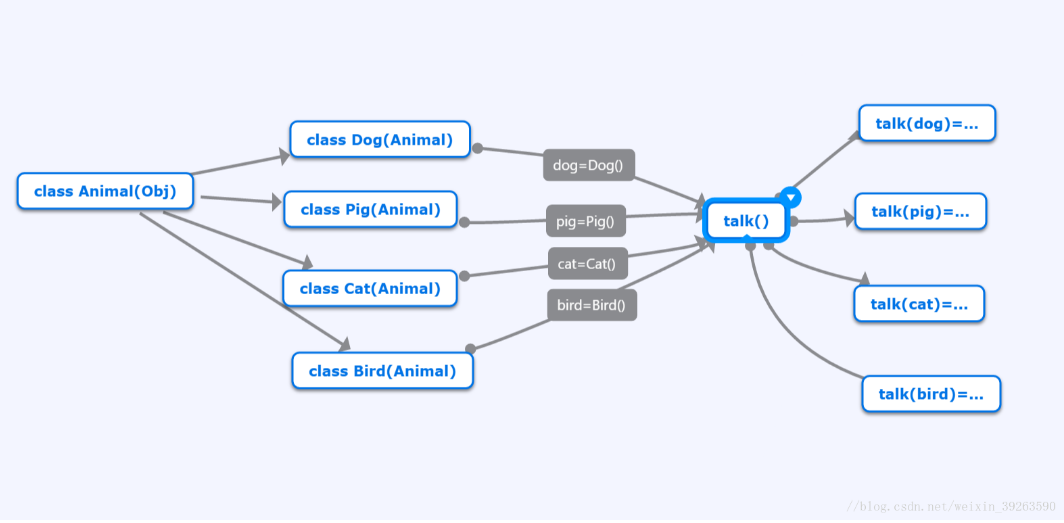 class Animal(Obj)
class Dog(Animal)
class Pig(Animal)
class Cat(Animal)
class Bird(Animal)
dog=Dog()
pig=Pig()
cat=Cat()
bird=Bird()
talk()
talk(dog)=...
talk(pig)=...
talk(cat)=...
talk(bird)=...
//blog.csdn.net/weixin_39263590